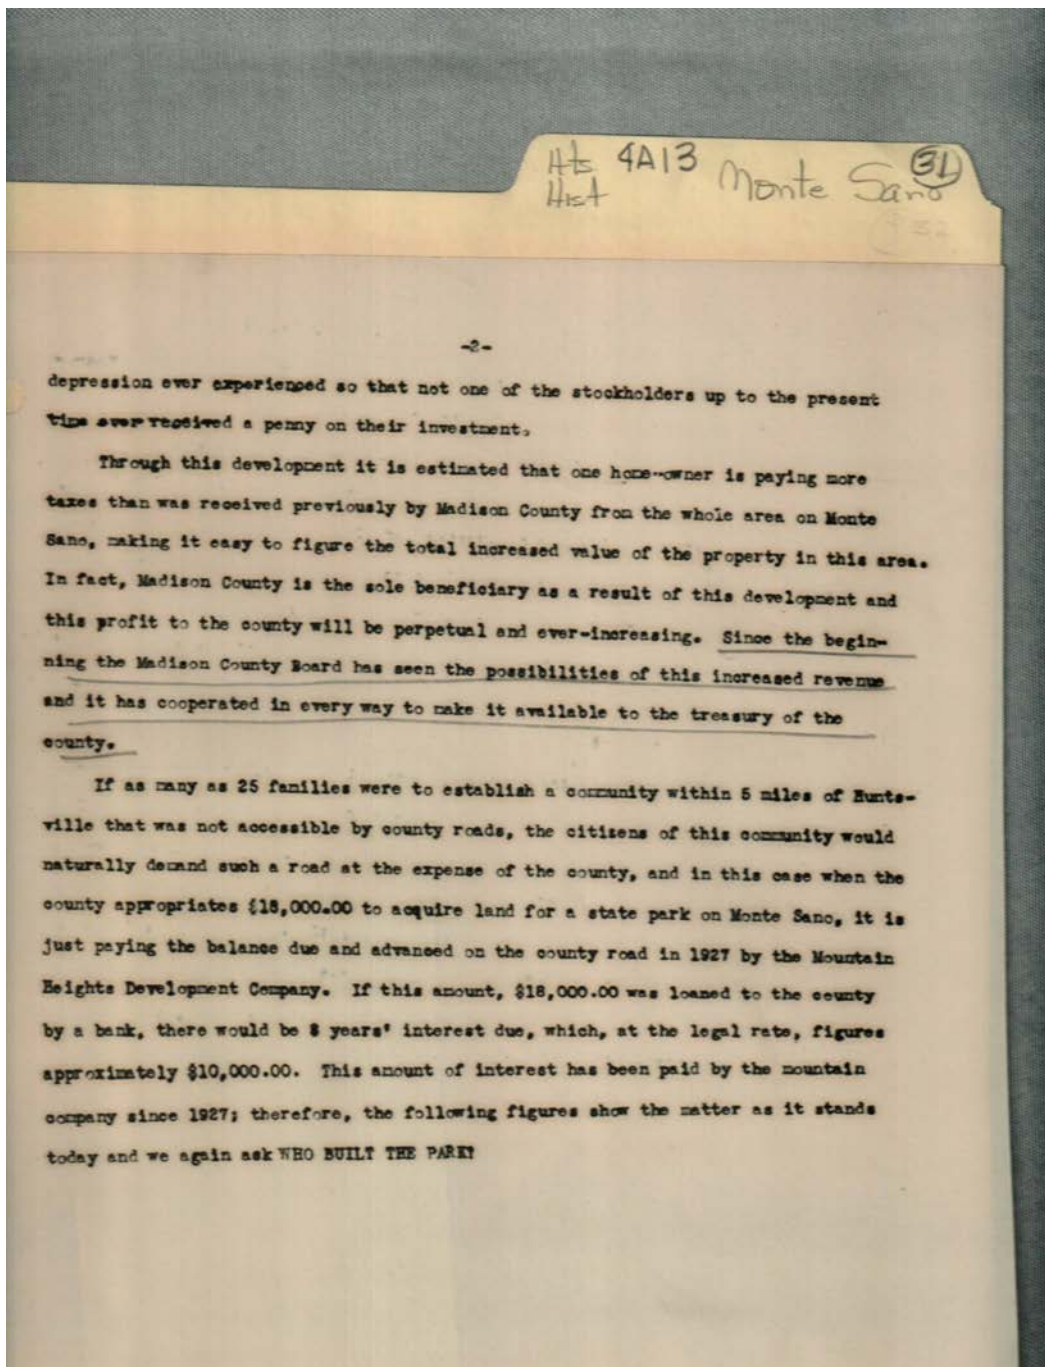 Hts 4A13 Monte Sano 31
Hist
-2-
depression ever experienced so that not one of the stockholders up to the present
time ever received a penny on their investment.
Through this development it is estimated that one home-owner is paying more
taxes than was received previously by Madison County from the whole area on Monte
Sano, making it easy to figure the total increased value of the property in this area.
In fact, Madison County is the sole beneficiary as a result of this development and
this profit to the county will be perpetual and ever-increasing. Since the begin-
ning the Madison County Board has seen the possibilities of this increased revenue
and it has cooperated in every way to make it available to the treasury of the
county.
If as many as 25 families were to establish a community within 5 miles of Hunts-
ville that was not accessible by county roads, the citizens of this community would
naturally demand such a road at the expense of the county, and in this case when the
county appropriates $18,000.00 to acquire land for a state park on Monte Sano, it is
just paying the balance due and advanced on the county road in 1927 by the Mountain
Heights Development Company. If this amount, $18,000.00 was loaned to the county
by a bank, there would be 8 years' interest due, which, at the legal rate, figures
approximately $10,000.00. This amount of interest has been paid by the mountain
company since 1927; therefore, the following figures show the matter as it stands
today and we again ask WHO BUILT THE PARK?